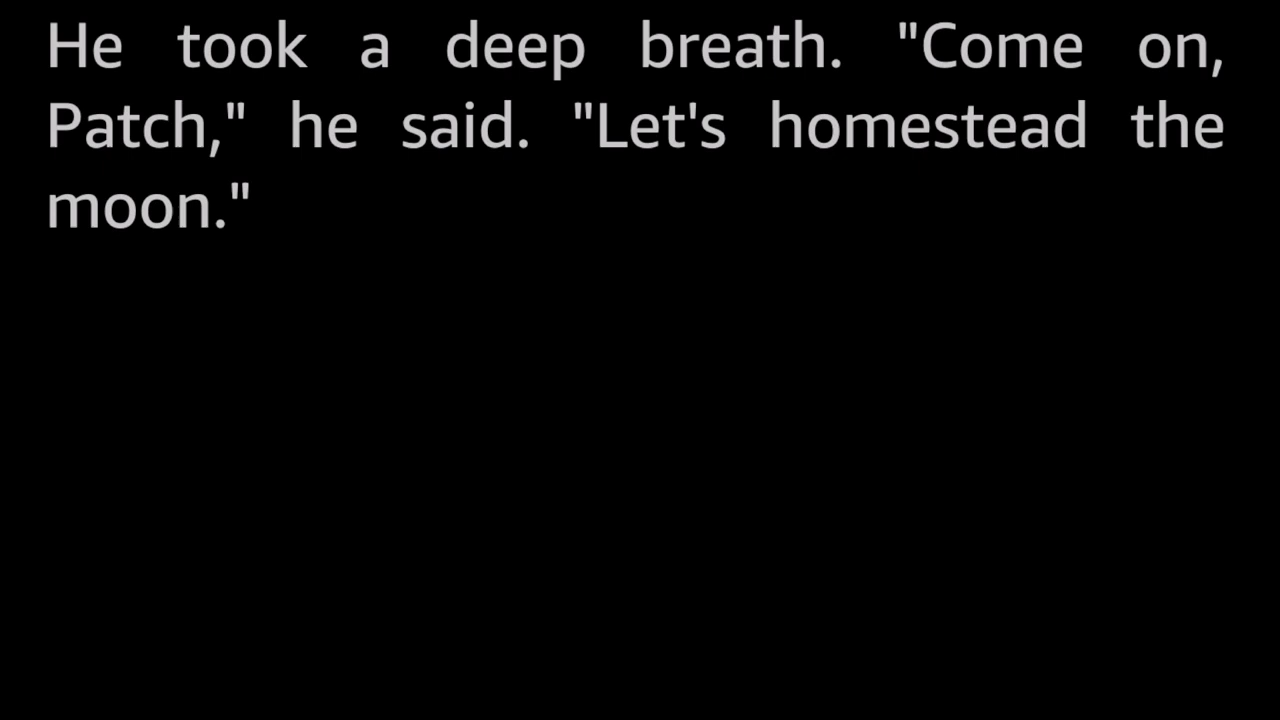 He took a deep breath. "Come on,
Patch," he said. "Let's homestead the
moon."